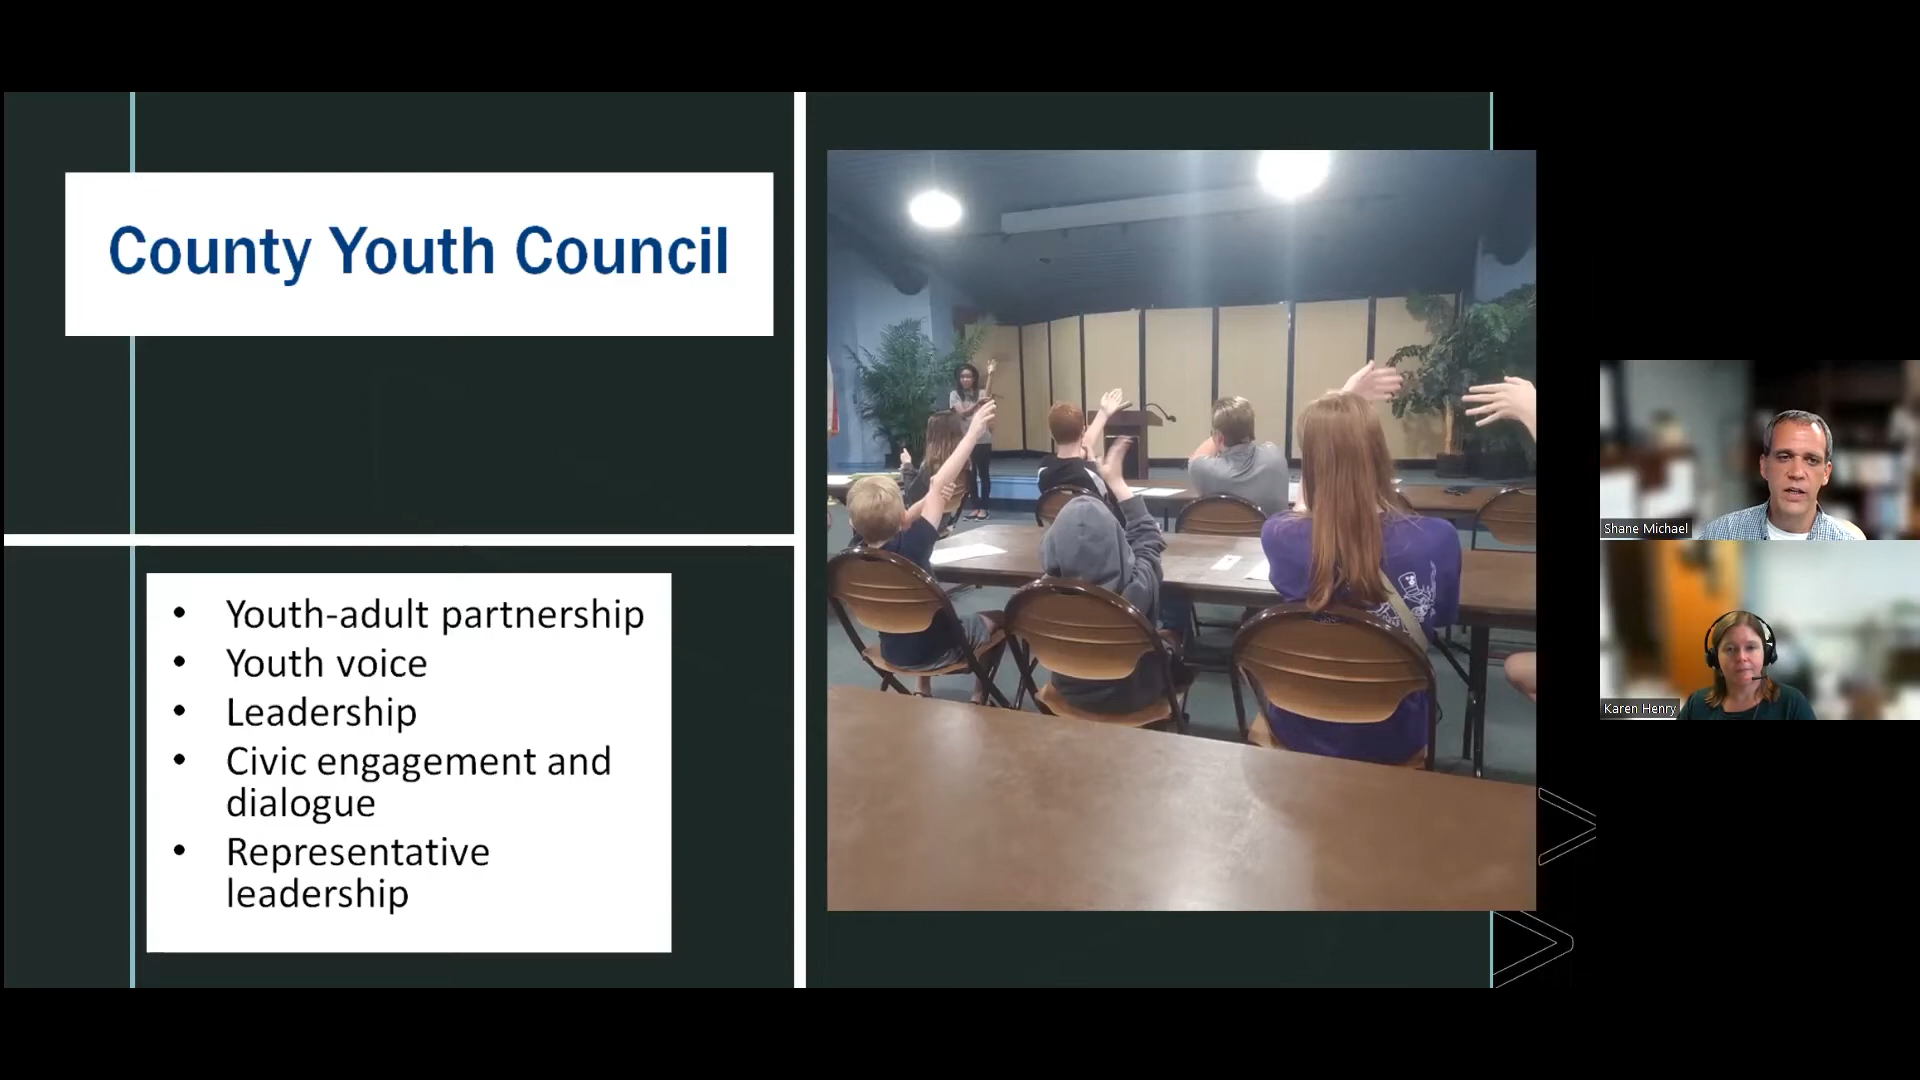 County Youth Council
• Youth-adult partnership
• Youth voice
• Leadership
• Civic engagement and
dialogue
• Representative
leadership
Shane Michael
Karen Henry